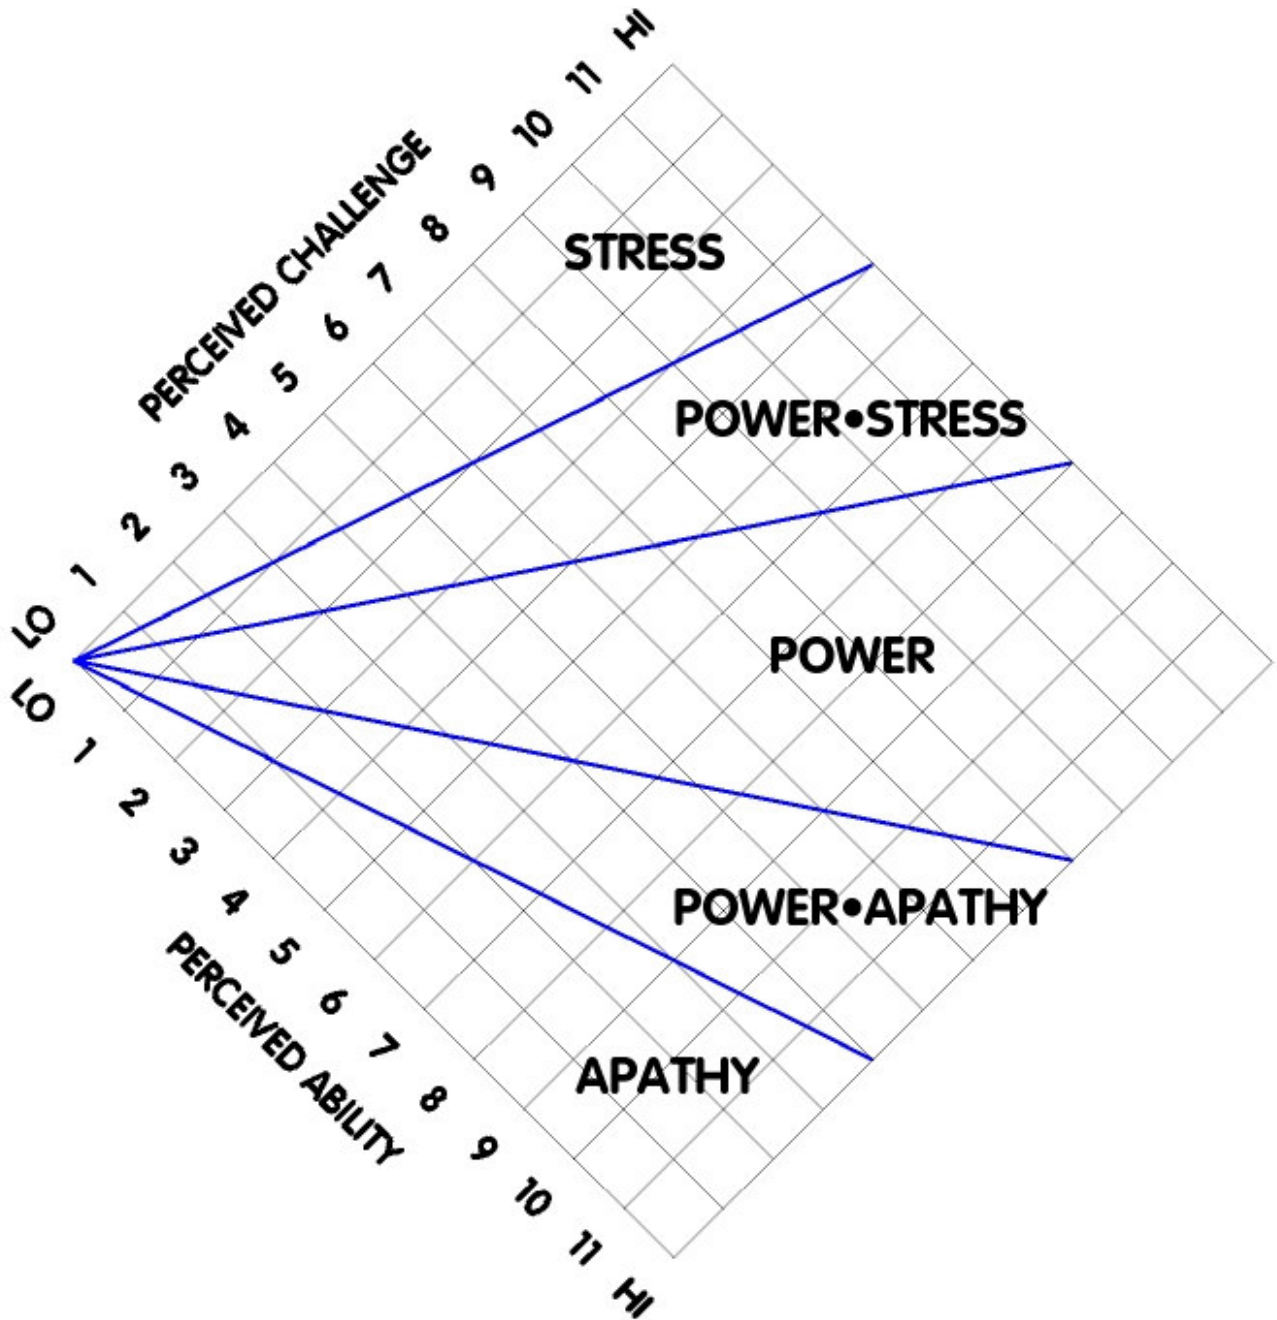 PERCEIVED CHALLENGE
LO 1 2 3 4 5 6 7 8 9 10 11 HI
STRESS
POWER•STRESS
POWER
POWER•APATHY
APATHY
LO 1 2 3 4 5 6 7 8 9 10 11 HI
PERCEIVED ABILITY